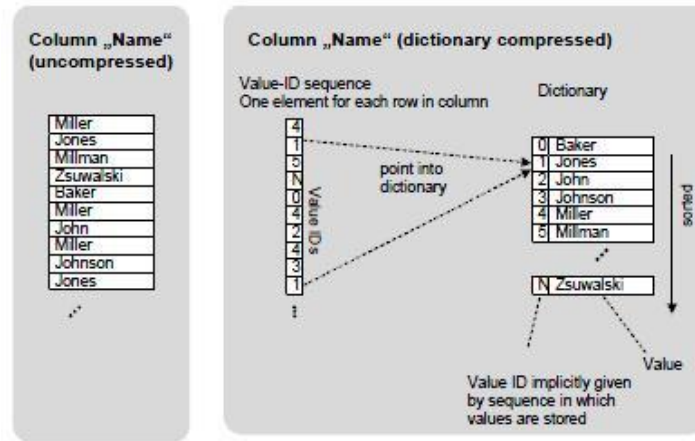 Column „Name“
(uncompressed)
Miller
Jones
Millman
Zsuwalski
Baker
Miller
John
Miller
Johnson
Jones
...
Column „Name“ (dictionary compressed)
Value-ID sequence
One element for each row in column
4
1
5
N
0
4
2
4
3
1
...
Value IDs
point into
dictionary
Dictionary
0 Baker
1 Jones
2 John
3 Johnson
4 Miller
5 Millman
...
N Zsuwalski
sorted
Value ID implicitly given
by sequence in which
values are stored
Value